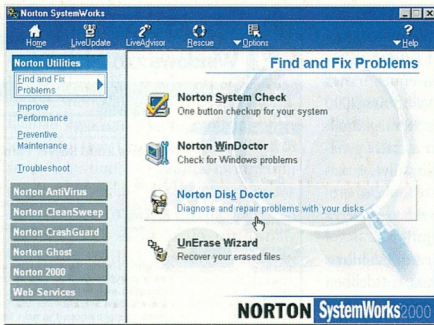 Norton SystemWorks
Home LiveUpdate LiveAdvisor Rescue Options Help
Norton Utilities
Find and Fix Problems
Improve Performance
Preventive Maintenance
Troubleshoot
Norton AntiVirus
Norton CleanSweep
Norton CrashGuard
Norton Ghost
Norton 2000
Web Services
Find and Fix Problems
Norton System Check
One button checkup for your system
Norton WinDoctor
Check for Windows problems
Norton Disk Doctor
Diagnose and repair problems with your disks
UnErase Wizard
Recover your erased files
NORTON SystemWorks 2000